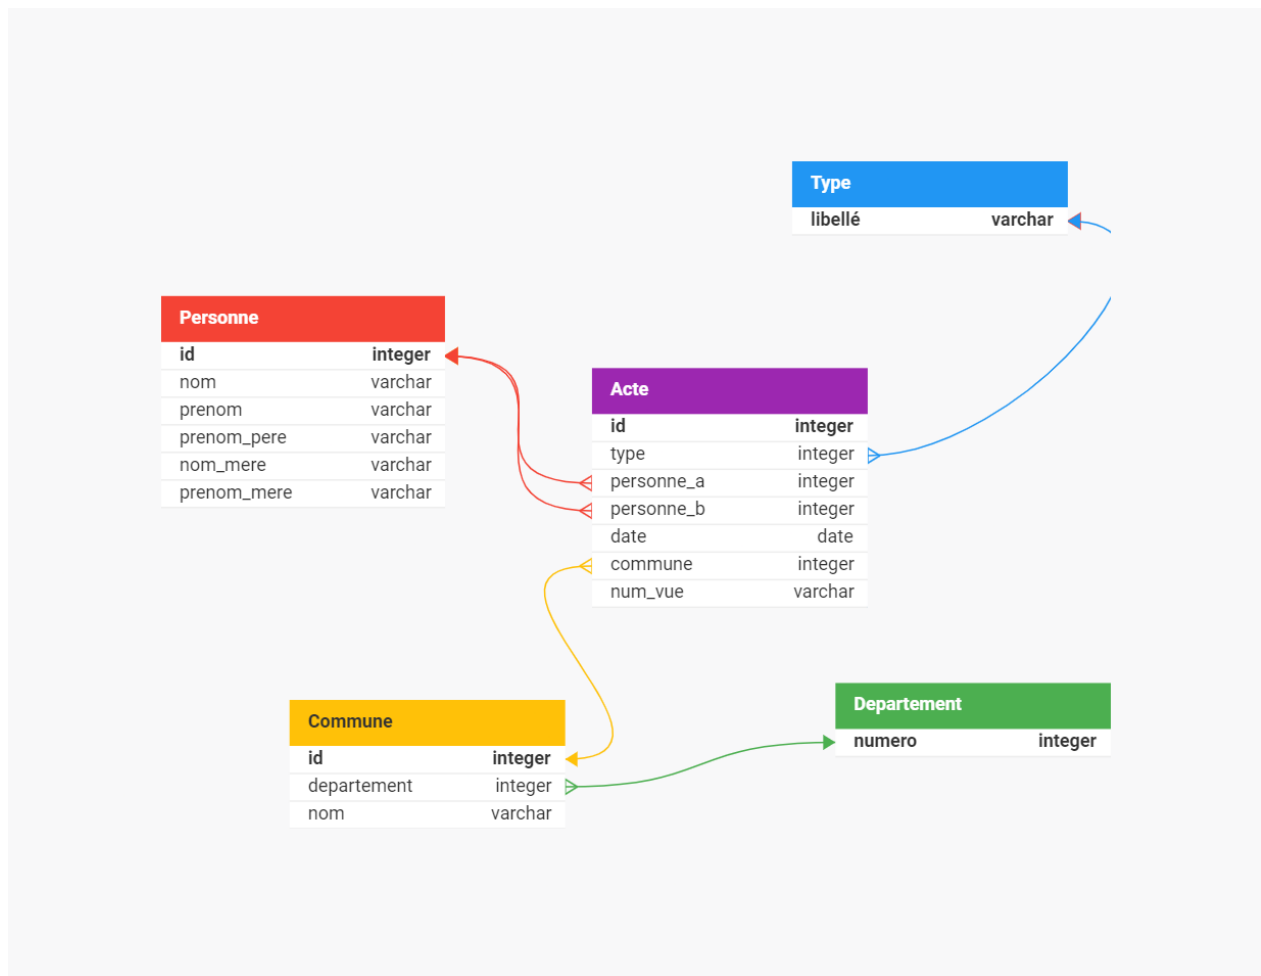 Type
libellé varchar
Personne
id integer
nom varchar
prenom varchar
prenom_pere varchar
nom_mere varchar
prenom_mere varchar
Acte
id integer
type integer
personne_a integer
personne_b integer
date date
commune integer
num_vue varchar
Commune
id integer
departement integer
nom varchar
Departement
numero integer